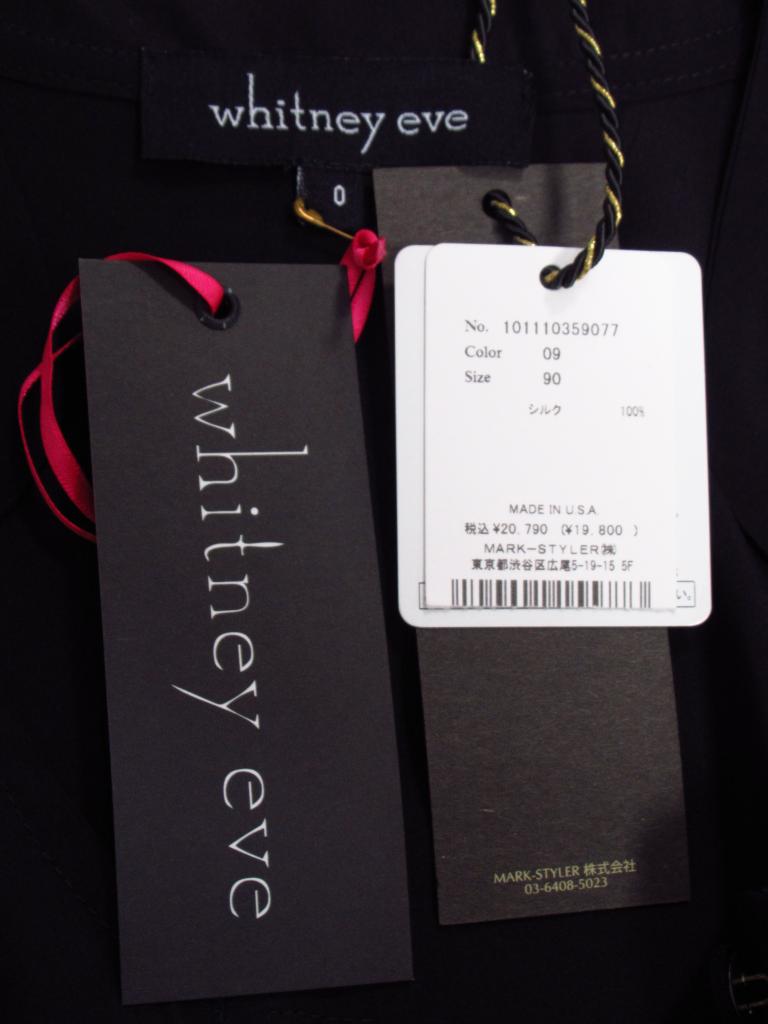 whitney eve
0
whitney eve
No. 101110359077
Color 09
Size 90
シルク 100%
MADE IN U.S.A.
税込 ¥20.790 (¥19.800 )
MARK-STYLER㈱
東京都渋谷区広尾5-19-15 5F
い。
MARK-STYLER 株式会社
03-6408-5023